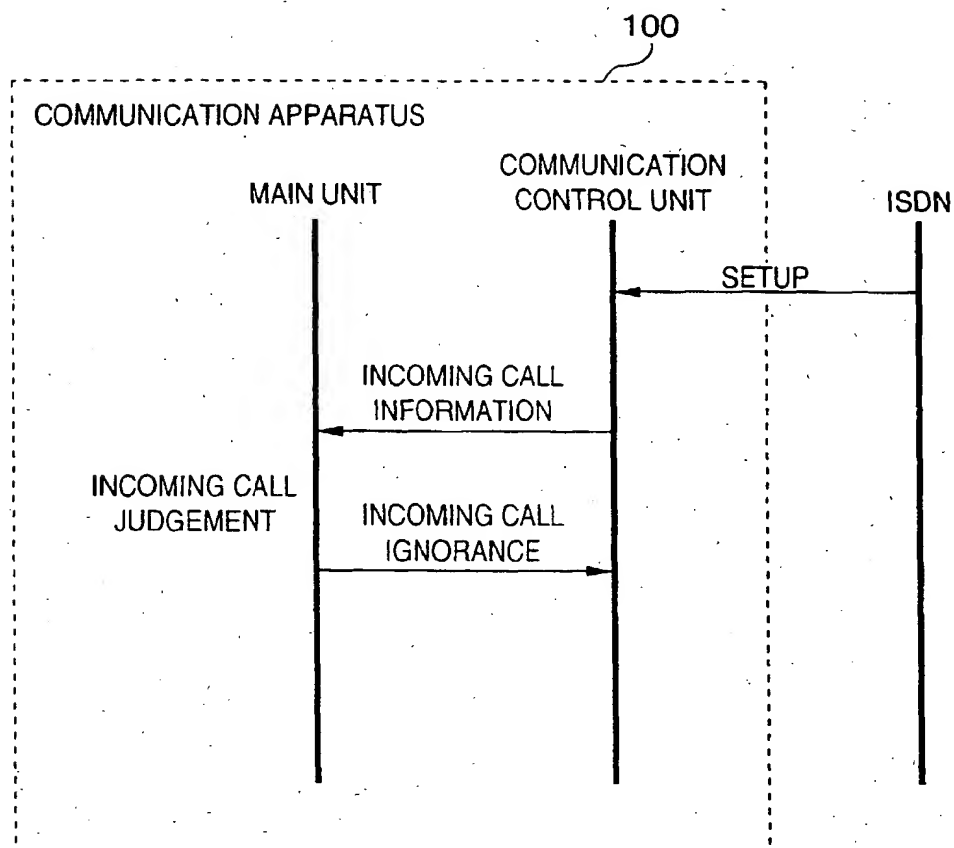 100
COMMUNICATION APPARATUS
MAIN UNIT
COMMUNICATION
CONTROL UNIT
ISDN
SETUP
INCOMING CALL
INFORMATION
INCOMING CALL
JUDGEMENT
INCOMING CALL
IGNORANCE